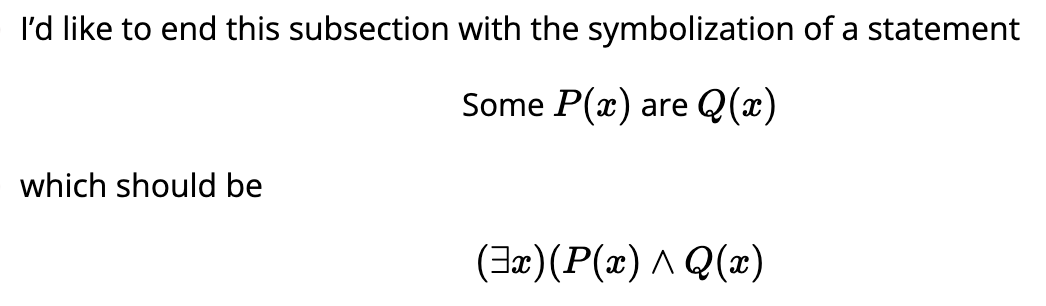 I'd like to end this subsection with the symbolization of a statement
Some P(x) are Q(x)
which should be
(∃x)(P(x) ∧ Q(x)